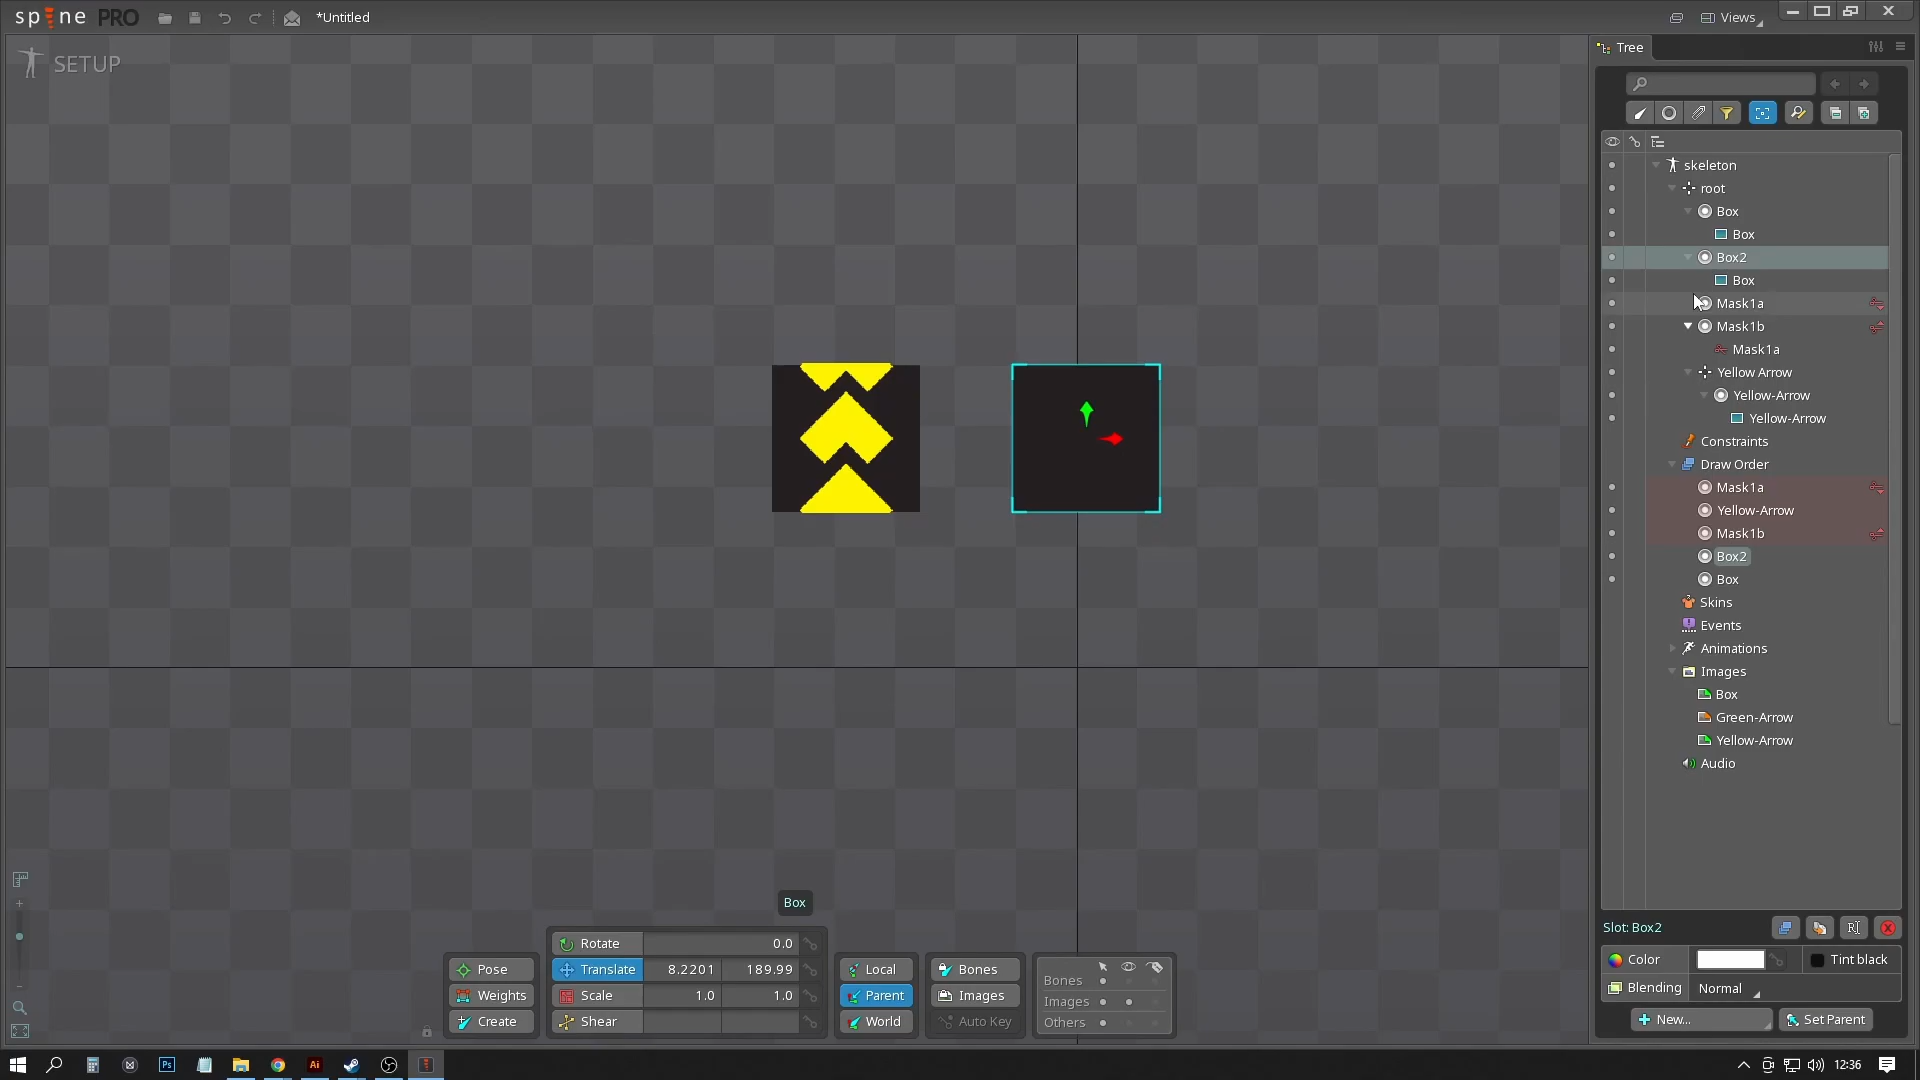 spine PRO
*Untitled
Views
SETUP
Tree
skeleton
root
Box
Box
Box2
Box
Mask1a
Mask1b
Mask1a
Yellow Arrow
Yellow-Arrow
Yellow-Arrow
Constraints
Draw Order
Mask1a
Yellow-Arrow
Mask1b
Box2
Box
Skins
Events
Animations
Images
Box
Green-Arrow
Yellow-Arrow
Audio
Slot: Box2
Color
Tint black
Blending
Normal
New...
Set Parent
Box
Pose
Weights
Create
Rotate 0.0
Translate 8.2201 189.99
Scale 1.0 1.0
Shear
Local
Parent
World
Bones
Images
Auto Key
Bones
Images
Others
Ps
Ai
12:36